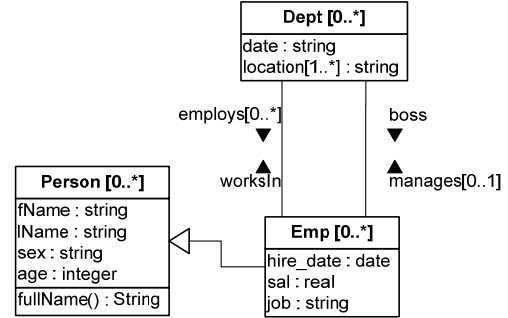 Dept [0..*]
date : string
location[1..*] : string
employs[0..*]
boss
worksIn
manages[0..1]
Person [0..*]
fName : string
lName : string
sex : string
age : integer
fullName() : String
Emp [0..*]
hire_date : date
sal : real
job : string